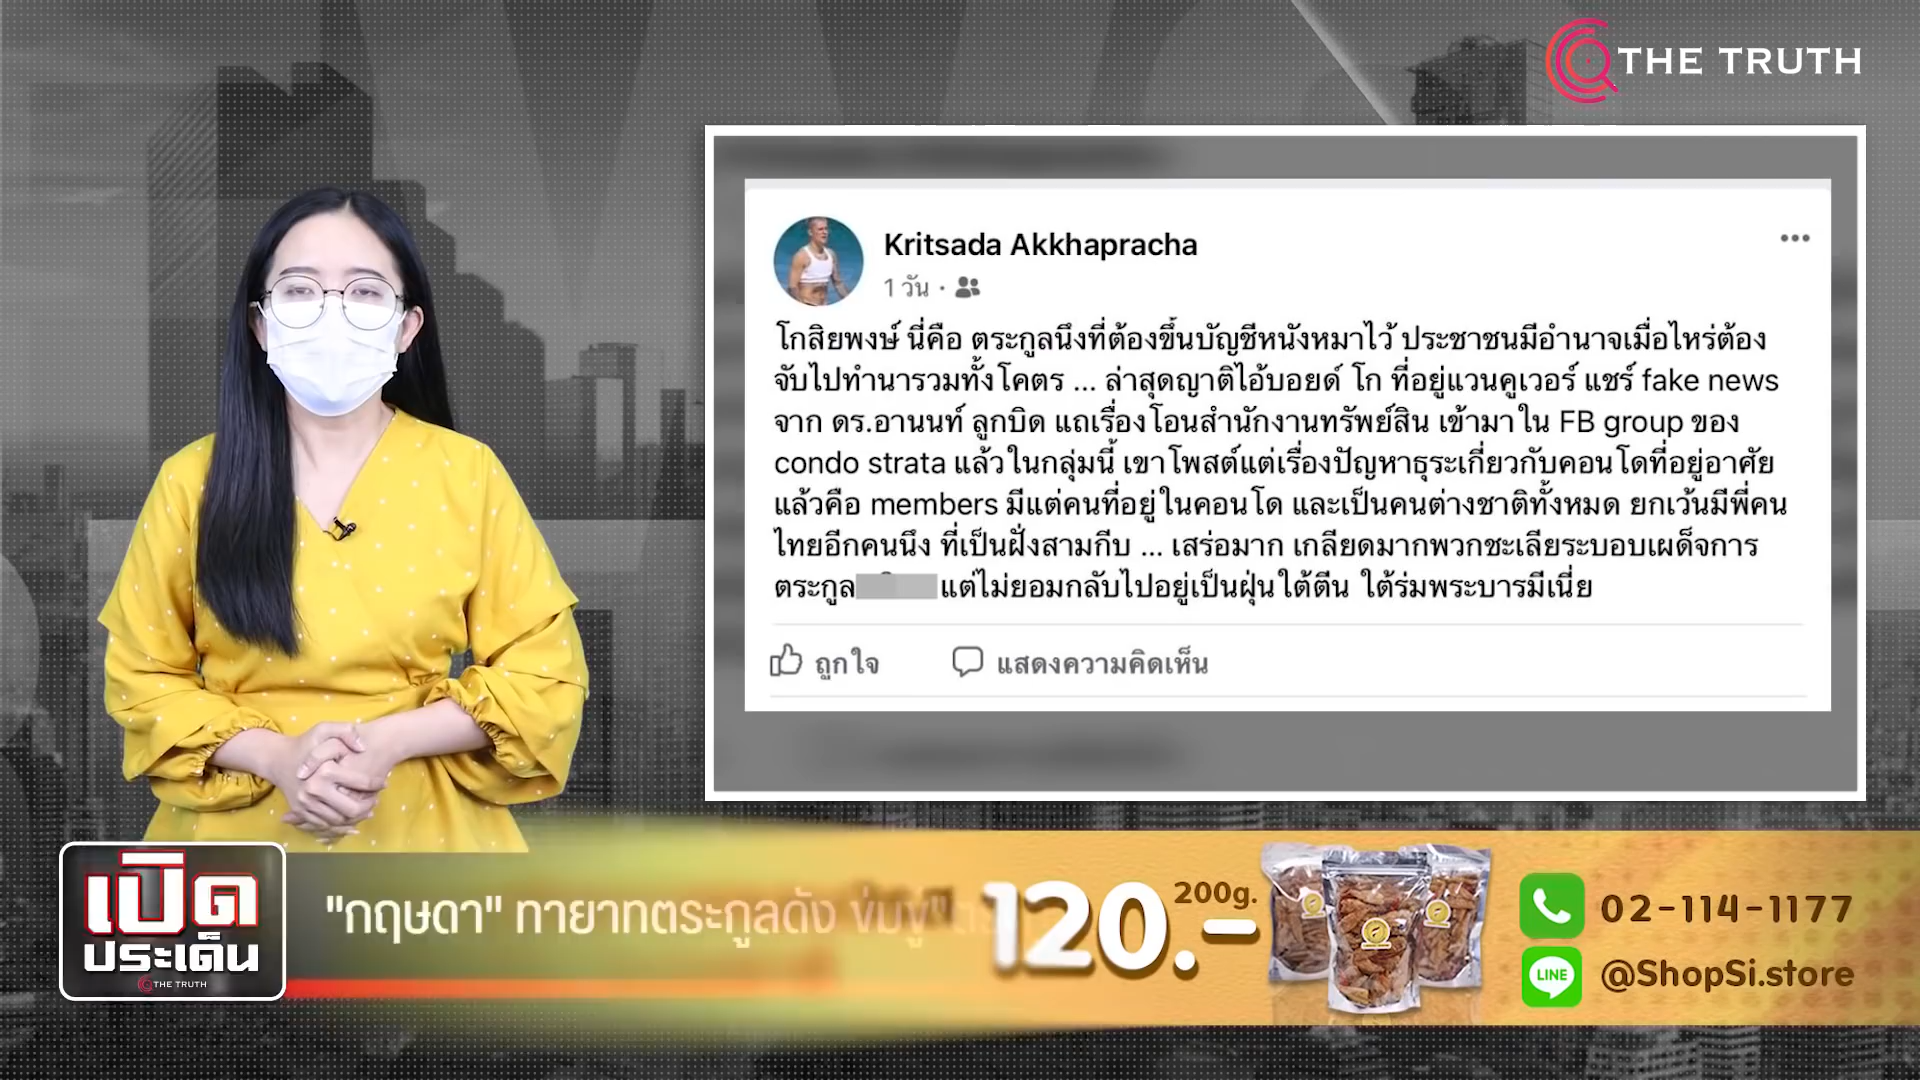 THE TRUTH
Kritsada Akkhapracha
1 วัน ·
โกสิยพงษ์ นี่คือ ตระกูลนึงที่ต้องขึ้นบัญชีหนังหมาไว้ ประชาชนมีอำนาจเมื่อไหร่ต้อง
จับไปทำนารวมทั้งโคตร ... ล่าสุดญาติไอ้บอยด์ โก ที่อยู่แวนคูเวอร์ แชร์ fake news
จาก ดร.อานนท์ ลูกบิด แถเรื่องโอนสำนักงานทรัพย์สิน เข้ามาใน FB group ของ
condo strata แล้วในกลุ่มนี้ เขาโพสต์แต่เรื่องปัญหาธุระเกี่ยวกับคอนโดที่อยู่อาศัย
แล้วคือ members มีแต่คนที่อยู่ในคอนโด และเป็นคนต่างชาติทั้งหมด ยกเว้นมีพี่คน
ไทยอีกคนนึง ที่เป็นฝั่งสามกีบ ... เสร่อมาก เกลียดมากพวกชะเลียระบอบเผด็จการ
ตระกูล แต่ไม่ยอมกลับไปอยู่เป็นฝุ่นใต้ตีน ใต้ร่มพระบารมีเนี่ย
ถูกใจ แสดงความคิดเห็น
เปิด
ประเด็น
THE TRUTH
"กฤษดา" ทายาทตระกูลดัง ข่มขู่"
120.-
200g.
02-114-1177
LINE
@ShopSi.store